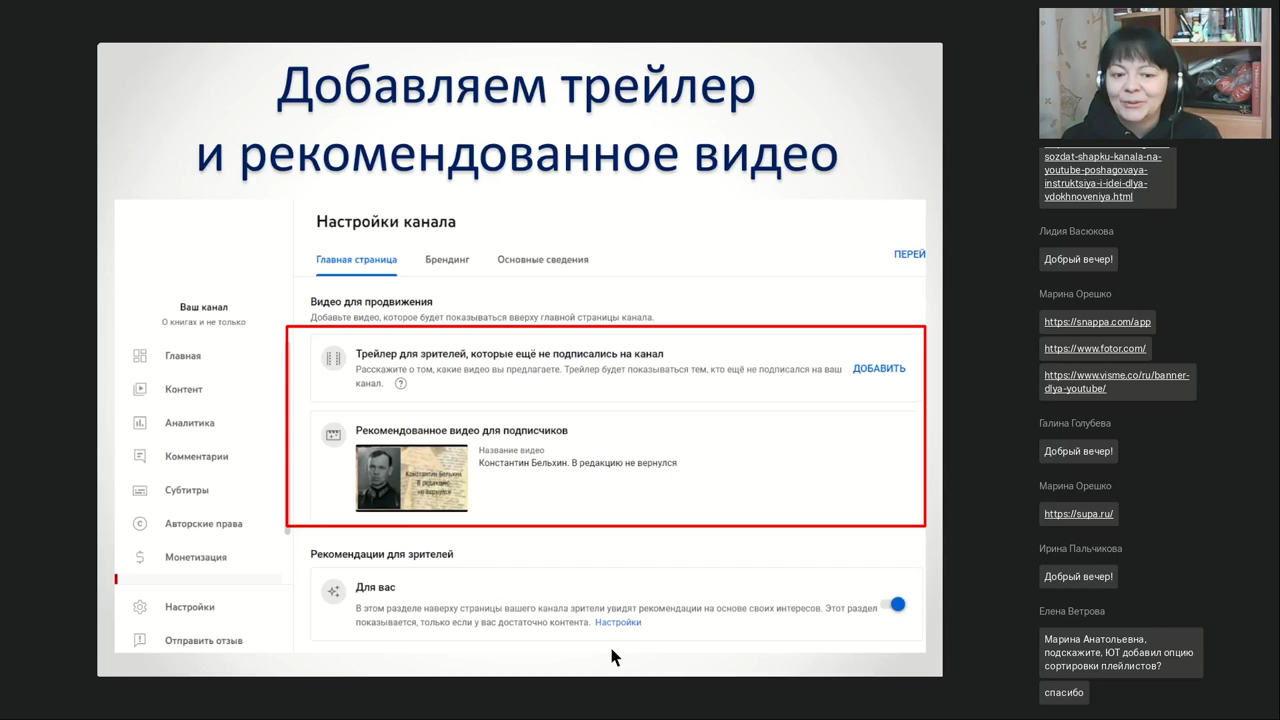 Добавляем трейлер
и рекомендованное видео
Настройки канала
Главная страница
Брендинг
Основные сведения
ПЕРЕЙ
Ваш канал
О книгах и не только
Главная
Контент
Аналитика
Комментарии
Субтитры
Авторские права
Монетизация
Настройки
Отправить отзыв
Видео для продвижения
Добавьте видео, которое будет показываться вверху главной страницы канала.
Трейлер для зрителей, которые ещё не подписались на канал
Расскажите о том, какие видео вы предлагаете. Трейлер будет показываться тем, кто ещё не подписался на ваш
канал.
ДОБАВИТЬ
Рекомендованное видео для подписчиков
Константин Бельхин.
В редакцию
не вернулся
Название видео
Константин Бельхин. В редакцию не вернулся
Рекомендации для зрителей
Для вас
В этом разделе наверху страницы вашего канала зрители увидят рекомендации на основе своих интересов. Этот раздел
показывается, только если у вас достаточно контента. Настройки
sozdat-shapku-kanala-na-
youtube-poshagovaya-
instruktsiya-i-idei-dlya-
vdokhnoveniya.html
Лидия Васюкова
Добрый вечер!
Марина Орешко
https://snappa.com/app
https://www.fotor.com/
https://www.visme.co/ru/banner-
dlya-youtube/
Галина Голубева
Добрый вечер!
Марина Орешко
https://supa.ru/
Ирина Пальчикова
Добрый вечер!
Елена Ветрова
Марина Анатольевна,
подскажите, ЮТ добавил опцию
сортировки плейлистов?
спасибо